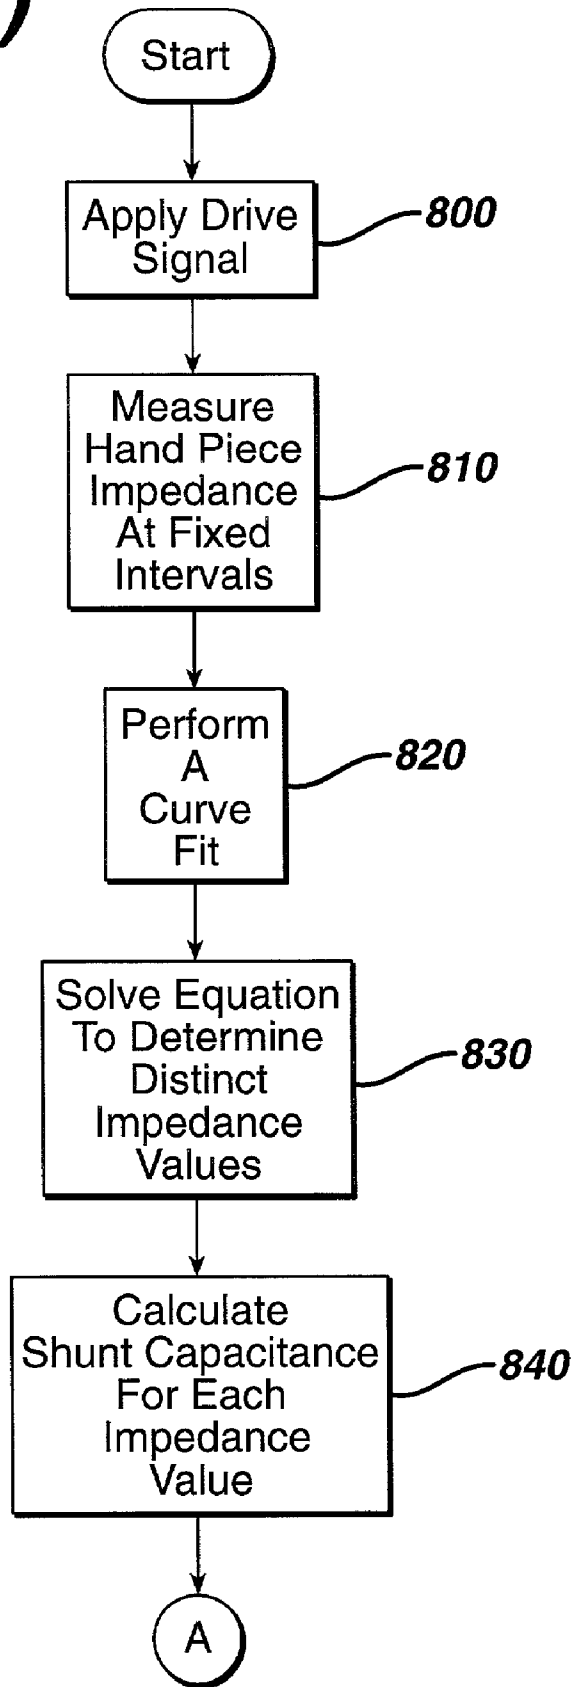 )
Start
Apply Drive
Signal
800
Measure
Hand Piece
Impedance
At Fixed
Intervals
810
Perform
A
Curve
Fit
820
Solve Equation
To Determine
Distinct
Impedance
Values
830
Calculate
Shunt Capacitance
For Each
Impedance
Value
840
A